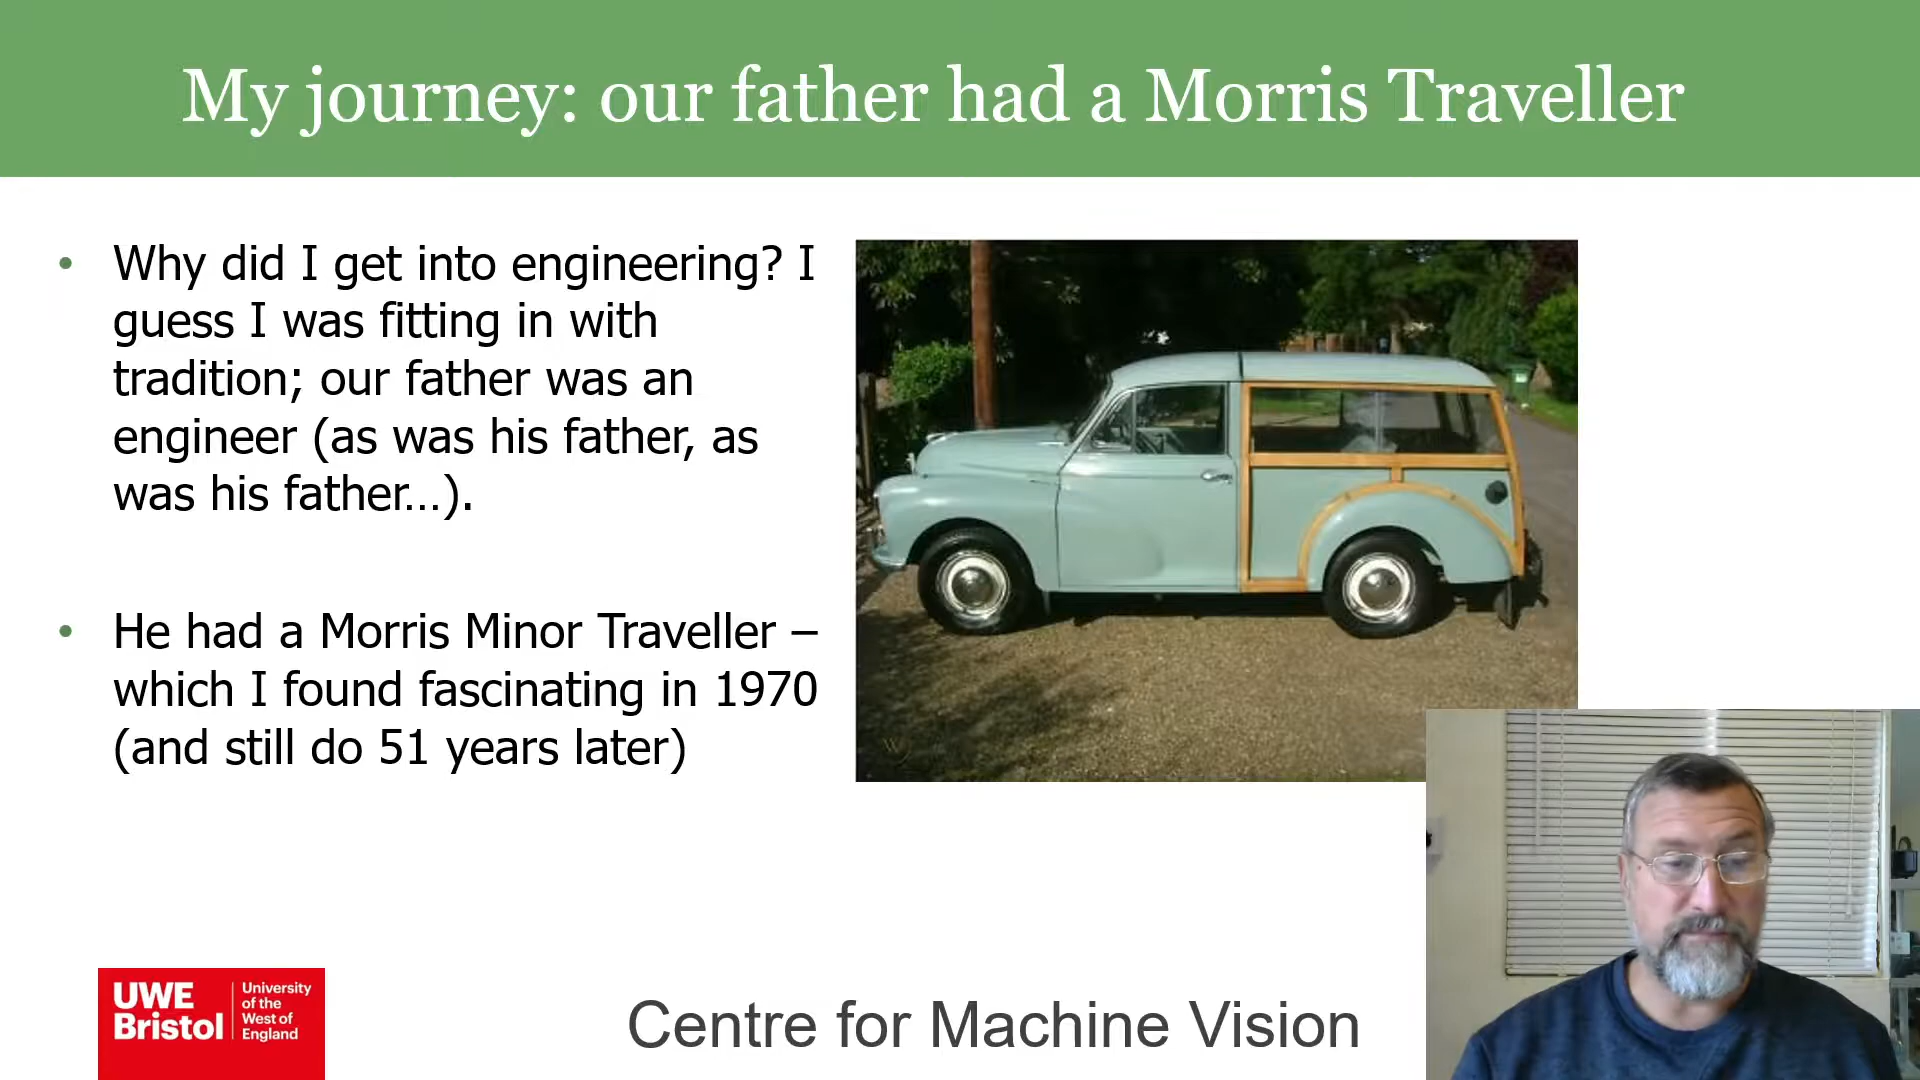 My journey: our father had a Morris Traveller
• Why did I get into engineering? I
guess I was fitting in with
tradition; our father was an
engineer (as was his father, as
was his father…).
• He had a Morris Minor Traveller –
which I found fascinating in 1970
(and still do 51 years later)
UWE
Bristol
University
of the
West of
England
Centre for Machine Vision